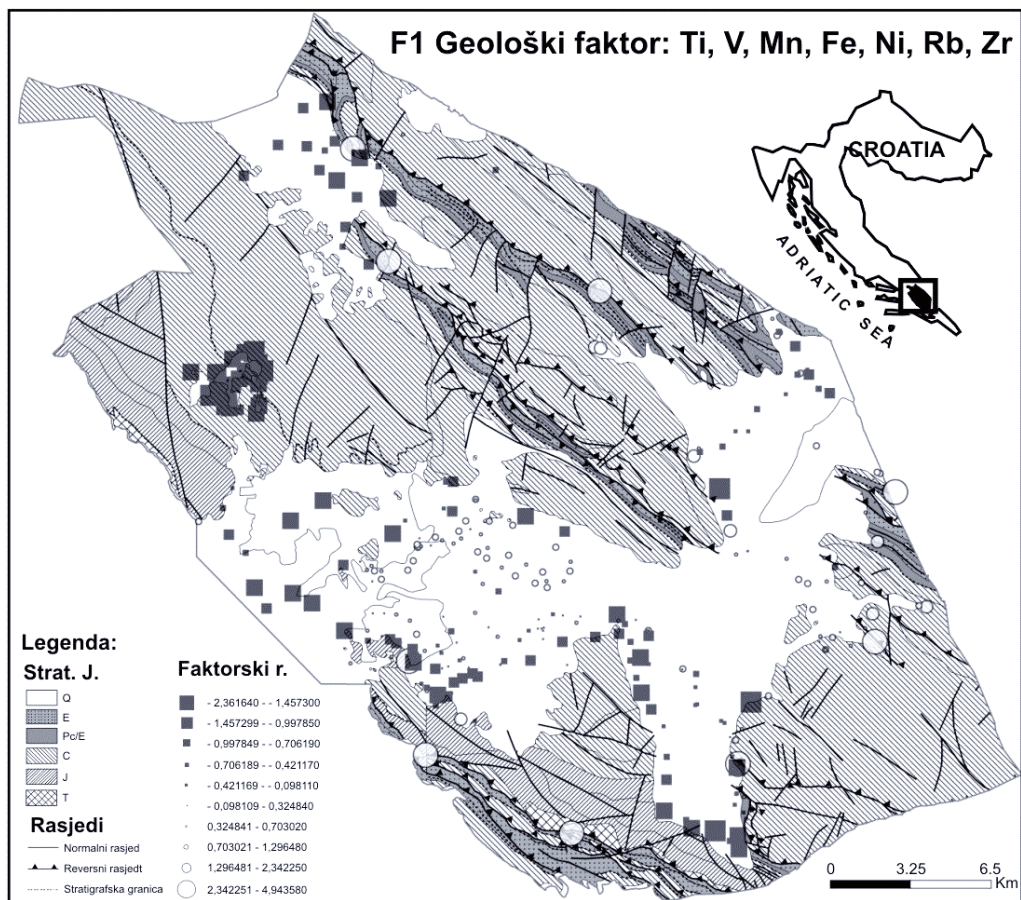 F1 Geološki faktor: Ti, V, Mn, Fe, Ni, Rb, Zr
CROATIA
ADRIATIC SEA
Legenda:
Strat. J.
Q
E
Pc/E
C
J
T
Rasjedi
Normalni rasjed
Reversni rasjedt
Stratigrafska granica
Faktorski r.
- 2,361640 - - 1,457300
- 1,457299 - - 0,997850
- 0,997849 - - 0,706190
- 0,706189 - - 0,421170
- 0,421169 - - 0,098110
- 0,098109 - 0,324840
0,324841 - 0,703020
0,703021 - 1,296480
1,296481 - 2,342250
2,342251 - 4,943580
0 3.25 6.5
Km